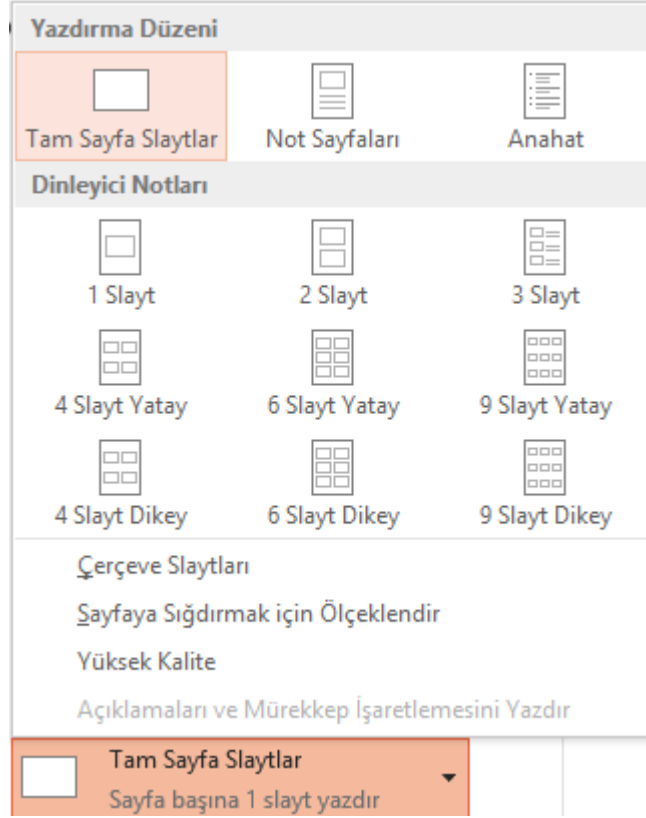 Yazdırma Düzeni
Tam Sayfa Slaytlar Not Sayfaları Anahat
Dinleyici Notları
1 Slayt 2 Slayt 3 Slayt
4 Slayt Yatay 6 Slayt Yatay 9 Slayt Yatay
4 Slayt Dikey 6 Slayt Dikey 9 Slayt Dikey
Çerçeve Slaytları
Sayfaya Sığdırmak için Ölçeklendir
Yüksek Kalite
Açıklamaları ve Mürekkep İşaretlemesini Yazdır
Tam Sayfa Slaytlar
Sayfa başına 1 slayt yazdır